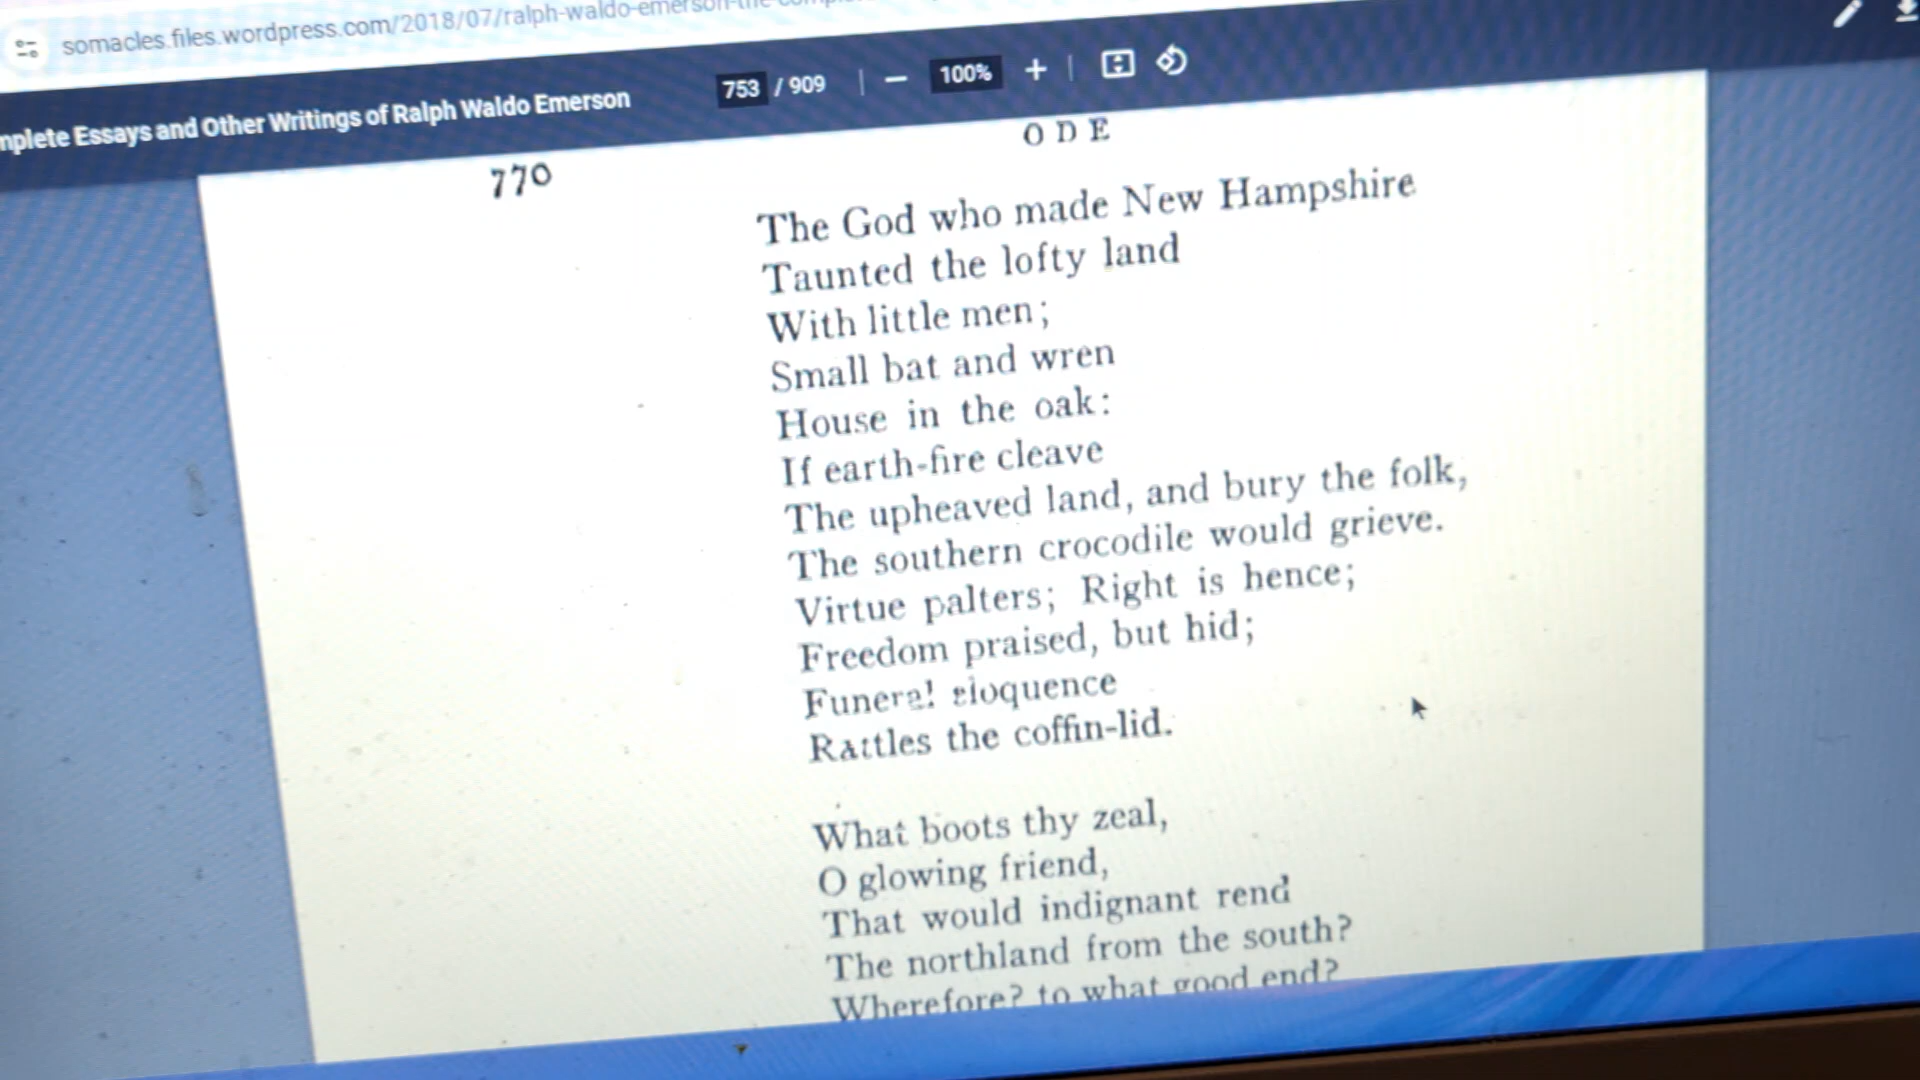 somacles.files.wordpress.com/2018/07/ralph-waldo-emerson-the-comple
mplete Essays and Other Writings of Ralph Waldo Emerson
753 / 909
100%
770
ODE
The God who made New Hampshire
Taunted the lofty land
With little men;
Small bat and wren
House in the oak:
If earth-fire cleave
The upheaved land, and bury the folk,
The southern crocodile would grieve.
Virtue palters; Right is hence;
Freedom praised, but hid;
Funeral eloquence
Rattles the coffin-lid.
What boots thy zeal,
O glowing friend,
That would indignant rend
The northland from the south?
Wherefore? to what good end?